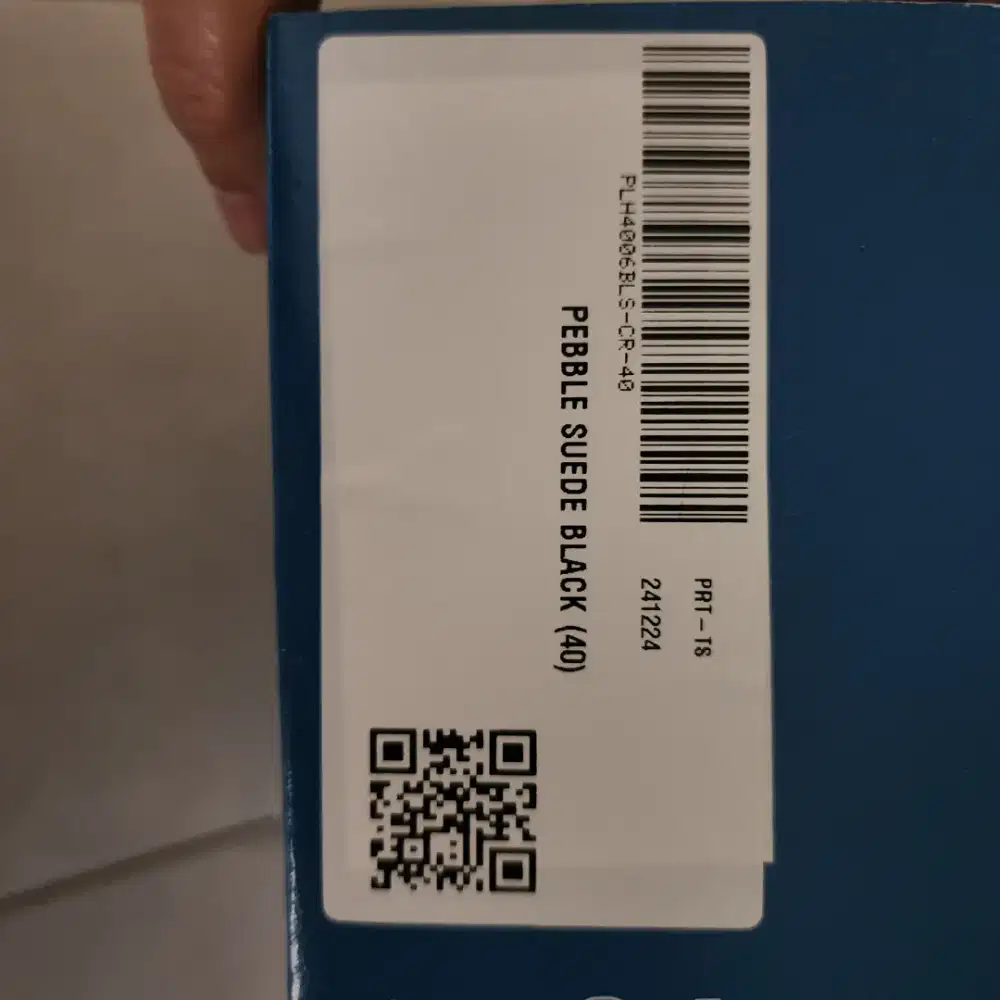 PLH4006BLS-CR-40
PRT-TS
241224
PEBBLE SUEDE BLACK (40)